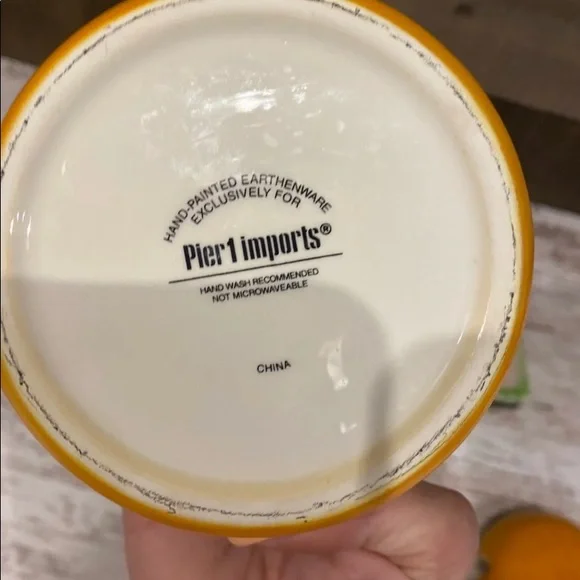 HAND-PAINTED EARTHENWARE
EXCLUSIVELY FOR
Pier 1 imports®
HAND WASH RECOMMENDED
NOT MICROWAVEABLE
CHINA